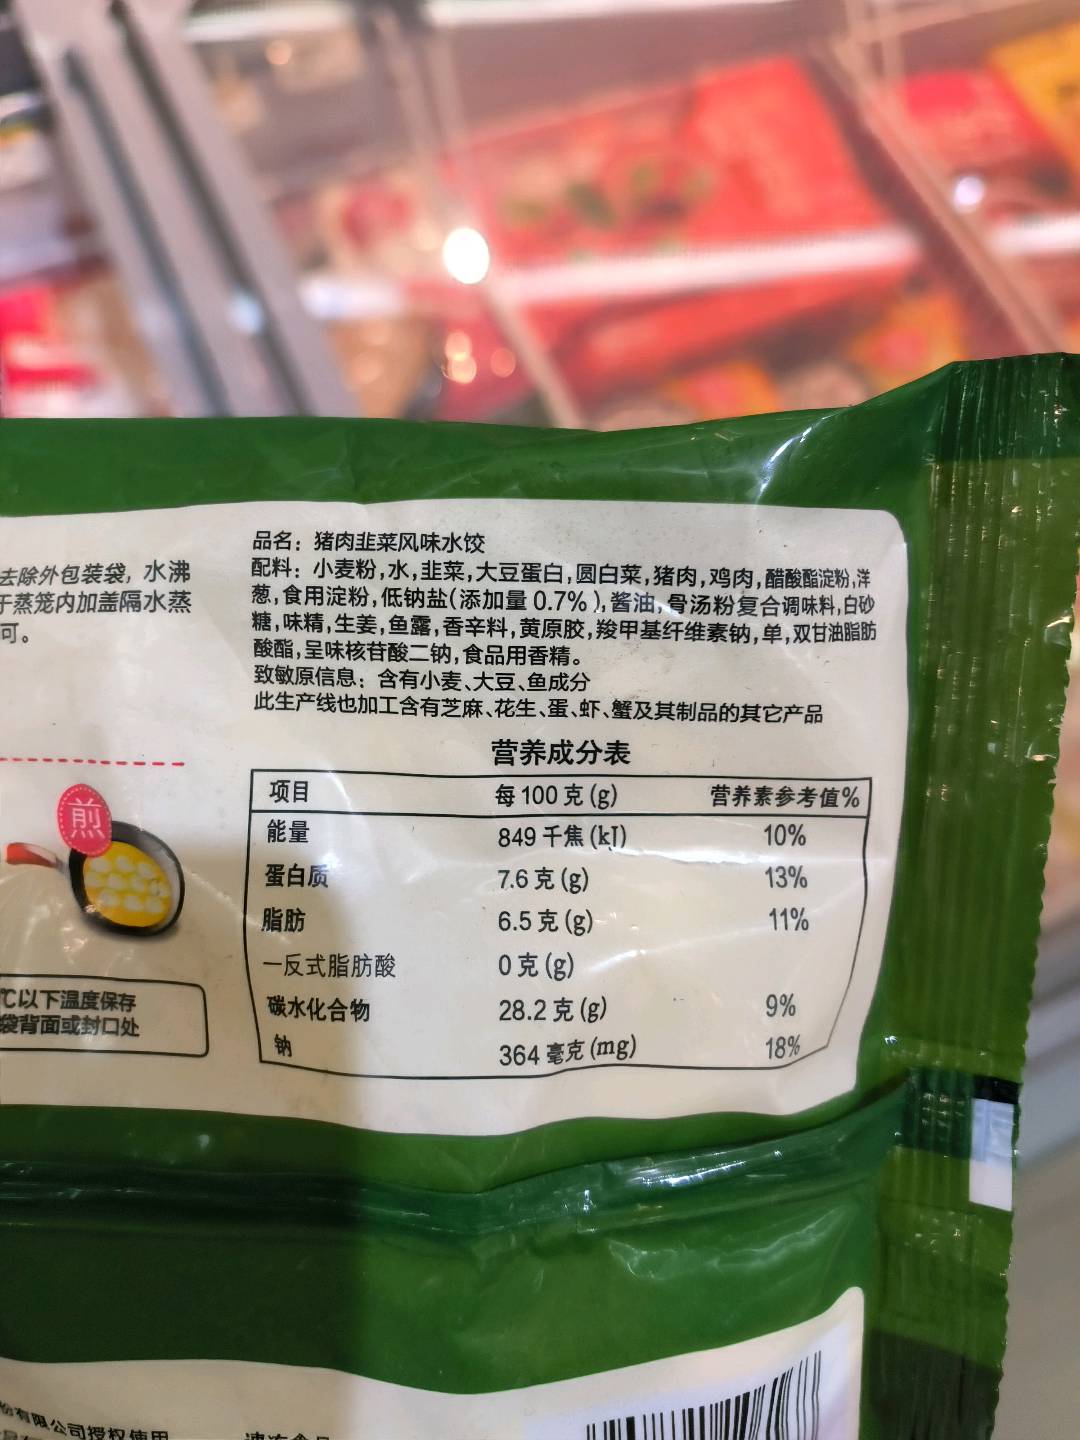 去除外包装袋，水沸
于蒸笼内加盖隔水蒸
可。
煎
℃以下温度保存
袋背面或封口处
品名：猪肉韭菜风味水饺
配料：小麦粉,水,韭菜,大豆蛋白,圆白菜,猪肉,鸡肉,醋酸酯淀粉,洋
葱,食用淀粉,低钠盐(添加量 0.7%),酱油,骨汤粉复合调味料,白砂
糖,味精,生姜,鱼露,香辛料,黄原胶,羧甲基纤维素钠,单,双甘油脂肪
酸酯,呈味核苷酸二钠,食品用香精。
致敏原信息：含有小麦、大豆、鱼成分
此生产线也加工含有芝麻、花生、蛋、虾、蟹及其制品的其它产品
营养成分表
项目 每 100 克 (g) 营养素参考值%
能量 849 千焦 (kJ) 10%
蛋白质 7.6 克 (g) 13%
脂肪 6.5 克 (g) 11%
一反式脂肪酸 0 克 (g)
碳水化合物 28.2 克 (g) 9%
钠 364 毫克 (mg) 18%
份有限公司授权使用